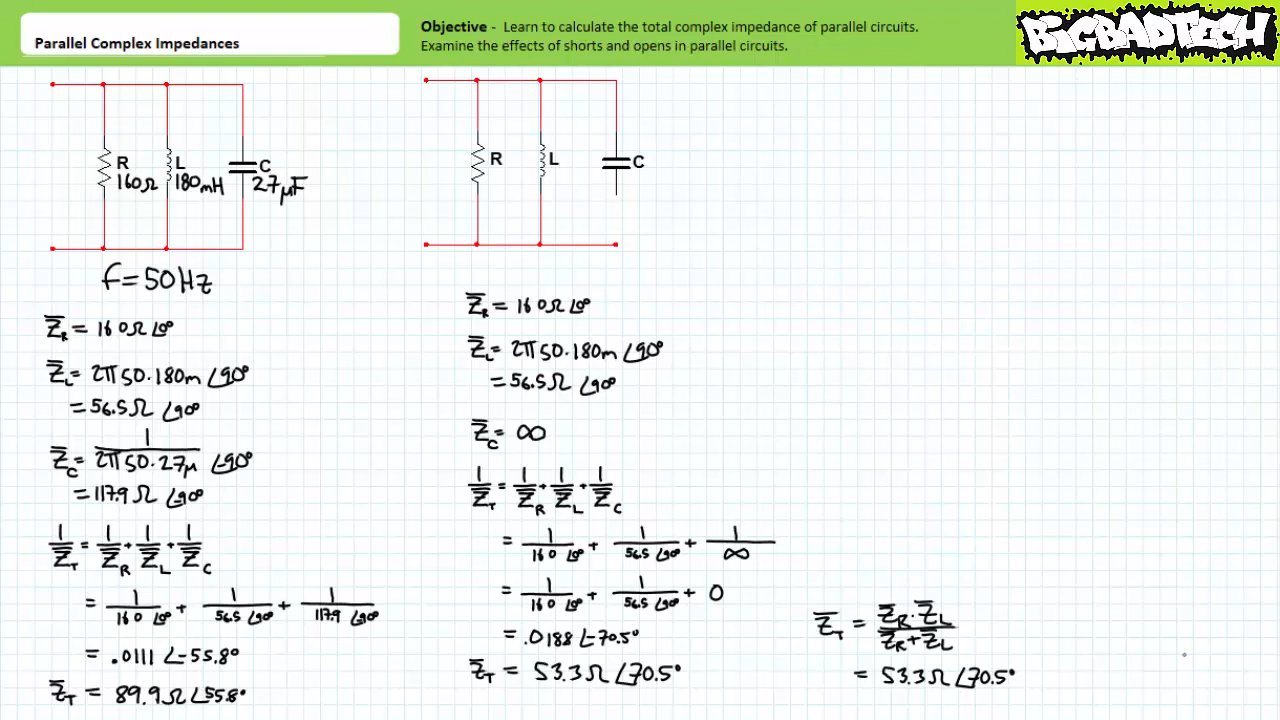 Parallel Complex Impedances
Objective - Learn to calculate the total complex impedance of parallel circuits.
Examine the effects of shorts and opens in parallel circuits.
BIGBADTECH
R
160Ω
L
180mH
C
27μF
f=50Hz
Z̅R = 160Ω∠0°
Z̅L = 2π50·180m∠90°
= 56.5Ω∠90°
Z̅C = 1/(2π50·27μ) ∠-90°
= 117.9Ω∠90°
1/Z̅T = 1/Z̅R + 1/Z̅L + 1/Z̅C
= 1/(160∠0°) + 1/(56.5∠90°) + 1/(117.9∠90°)
= .0111∠-55.8°
Z̅T = 89.9Ω∠55.8°
R
L
C
Z̅R = 160Ω∠0°
Z̅L = 2π50·180m∠90°
= 56.5Ω∠90°
Z̅C = ∞
1/Z̅T = 1/Z̅R + 1/Z̅L + 1/Z̅C
= 1/(160∠0°) + 1/(56.5∠90°) + 1/∞
= 1/(160∠0°) + 1/(56.5∠90°) + 0
= .0188∠-70.5°
Z̅T = 53.3Ω∠70.5°
Z̅T = (Z̅R·Z̅L)/(Z̅R+Z̅L)
= 53.3Ω∠70.5°